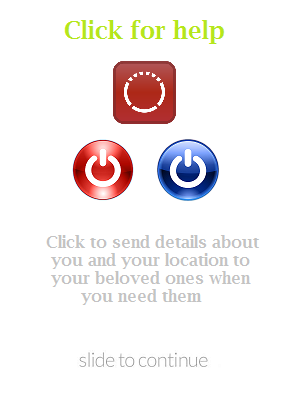 Click for help
Click to send details about
you and your location to
your beloved ones when
you need them
slide to continue